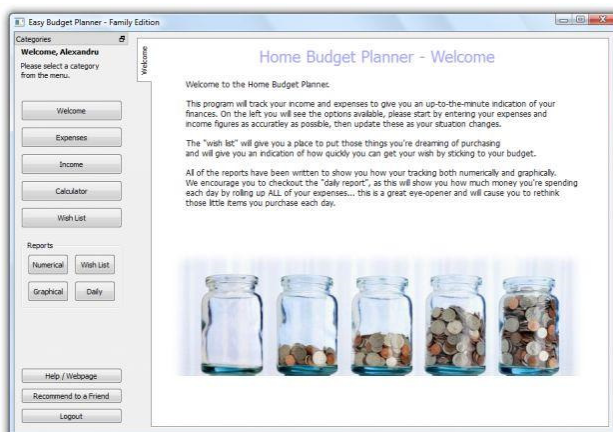 Easy Budget Planner - Family Edition
Categories
Welcome, Alexandru
Please select a category
from the menu.
Welcome
Expenses
Income
Calculator
Wish List
Reports
Numerical
Wish List
Graphical
Daily
Help / Webpage
Recommend to a Friend
Logout
Welcome
Home Budget Planner - Welcome
Welcome to the Home Budget Planner.
This program will track your income and expenses to give you an up-to-the-minute indication of your
finances. On the left you will see the options available, please start by entering your expenses and
income figures as accuratley as possible, then update these as your situation changes.
The "wish list" will give you a place to put those things you're dreaming of purchasing
and will give you an indication of how quickly you can get your wish by sticking to your budget.
All of the reports have been written to show you how your tracking both numerically and graphically.
We encourage you to checkout the "daily report", as this will show you how much money you're spending
each day by rolling up ALL of your expenses... this is a great eye-opener and will cause you to rethink
those little items you purchase each day.